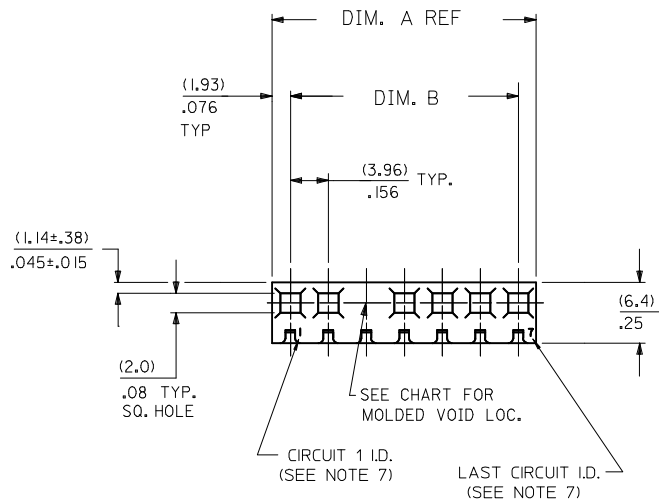 DIM. A REF
(1.93)
.076
TYP
DIM. B
(3.96)
.156
TYP.
(1.14±.38)
.045±.015
(6.4)
.25
(2.0)
.08 TYP.
SQ. HOLE
1
7
SEE CHART FOR
MOLDED VOID LOC.
CIRCUIT 1 I.D.
(SEE NOTE 7)
LAST CIRCUIT I.D.
(SEE NOTE 7)